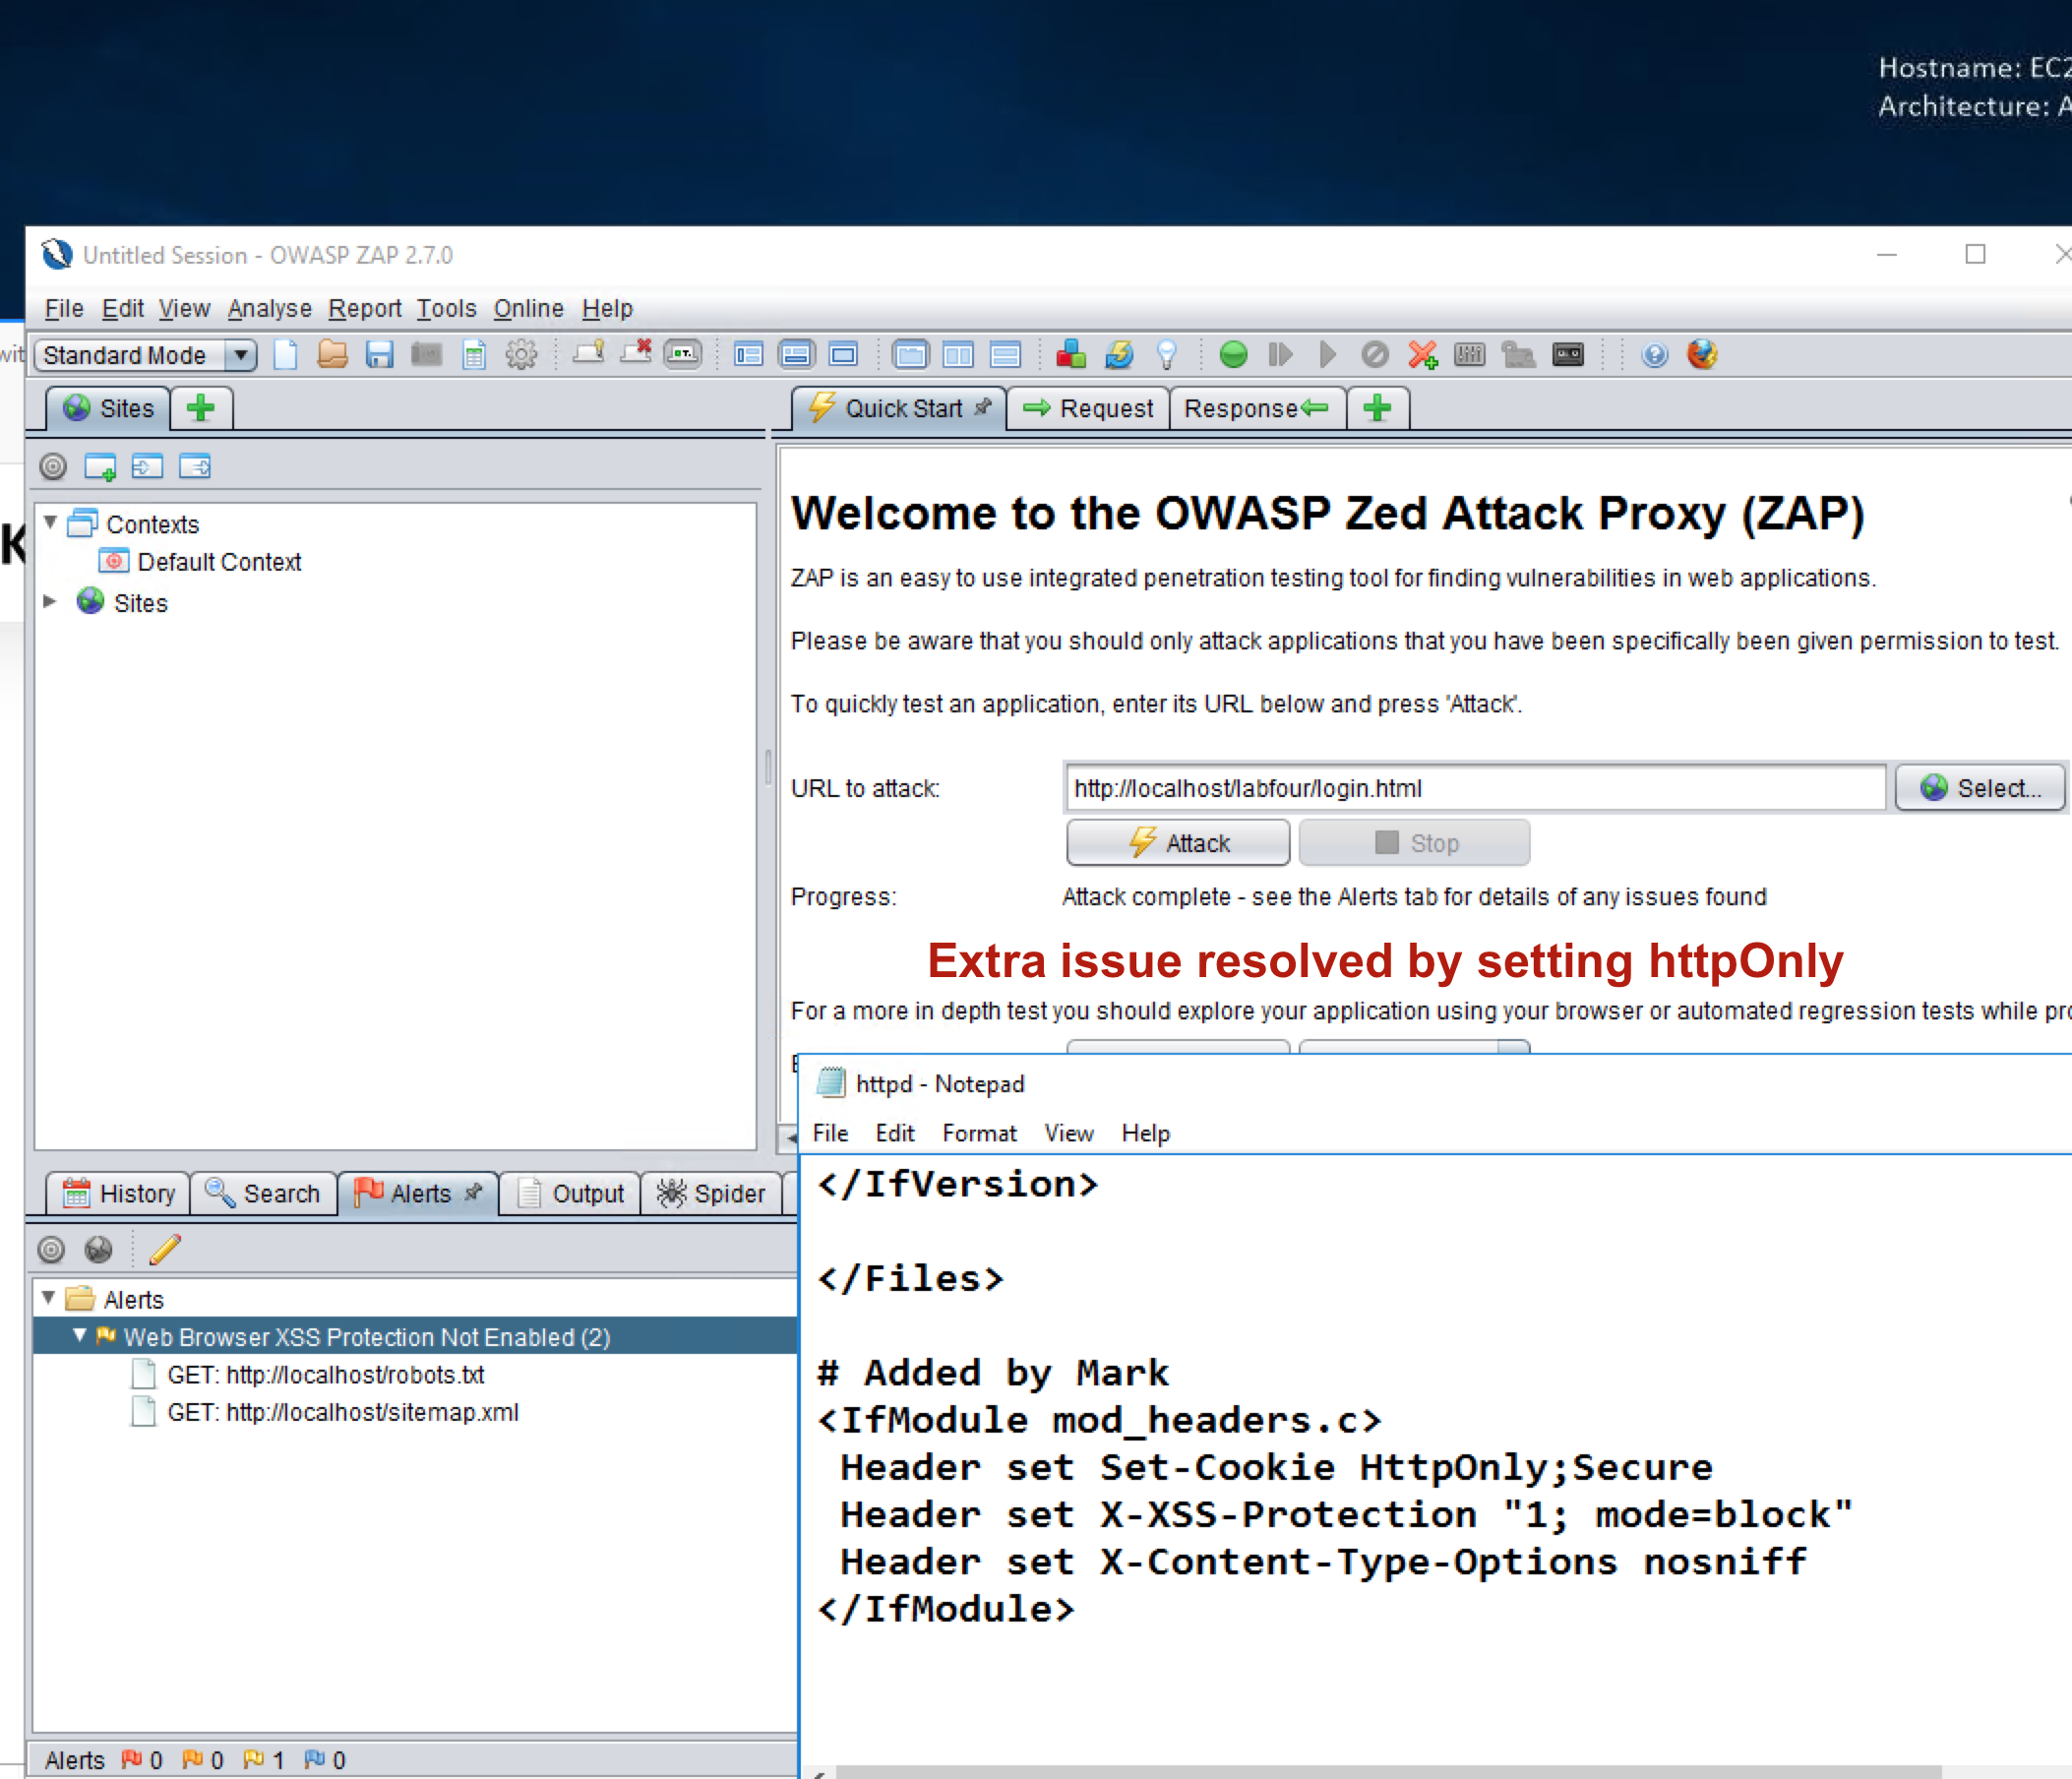 Hostname: EC2
Architecture: A
Untitled Session - OWASP ZAP 2.7.0
File Edit View Analyse Report Tools Online Help
Standard Mode
Sites
Quick Start Request Response
Contexts
Default Context
Sites
Welcome to the OWASP Zed Attack Proxy (ZAP)
ZAP is an easy to use integrated penetration testing tool for finding vulnerabilities in web applications.
Please be aware that you should only attack applications that you have been specifically been given permission to test.
To quickly test an application, enter its URL below and press 'Attack'.
URL to attack: http://localhost/labfour/login.html Select...
Attack Stop
Progress: Attack complete - see the Alerts tab for details of any issues found
Extra issue resolved by setting httpOnly
For a more in depth test you should explore your application using your browser or automated regression tests while
httpd - Notepad
File Edit Format View Help
</IfVersion>
</Files>
# Added by Mark
<IfModule mod_headers.c>
Header set Set-Cookie HttpOnly;Secure
Header set X-XSS-Protection "1; mode=block"
Header set X-Content-Type-Options nosniff
</IfModule>
History Search Alerts Output Spider
Alerts
Web Browser XSS Protection Not Enabled (2)
GET: http://localhost/robots.txt
GET: http://localhost/sitemap.xml
Alerts 0 0 1 0